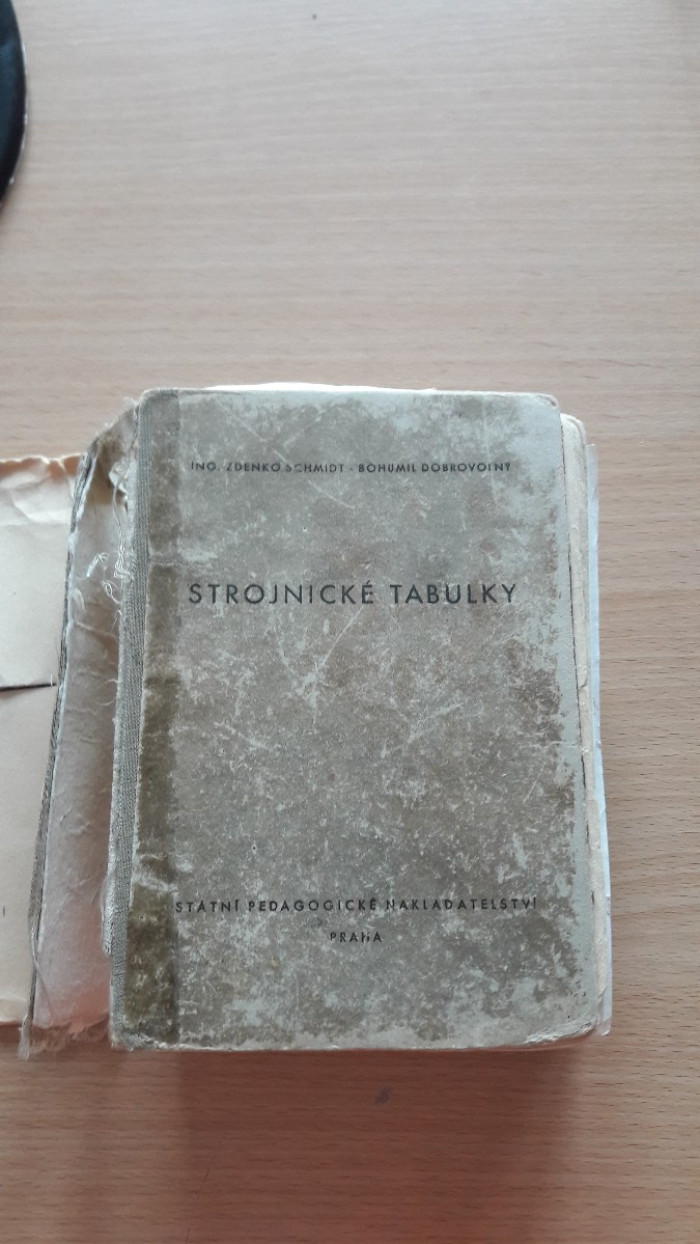 ING. ZDENKO SCHMIDT - BOHUMIL DOBROVOLNÝ
STROJNICKÉ TABULKY
STÁTNÍ PEDAGOGICKÉ NAKLADATELSTVÍ
PRAHA